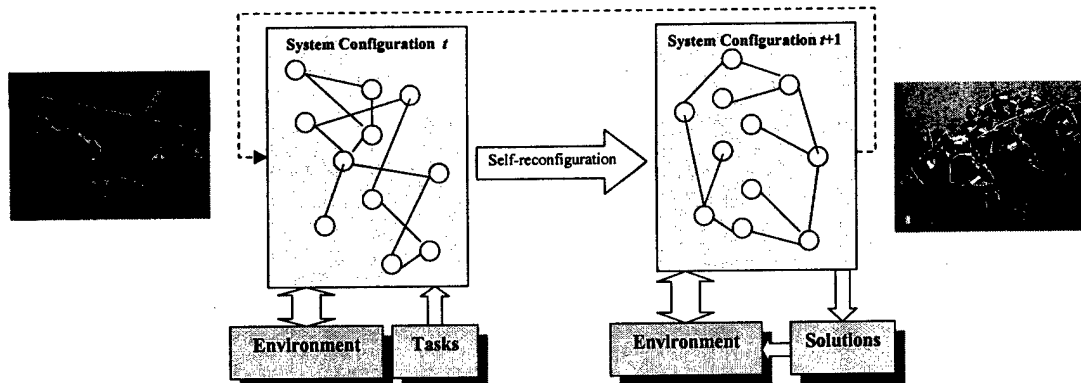 System Configuration t
System Configuration t+1
Self-reconfiguration
Environment
Tasks
Environment
Solutions